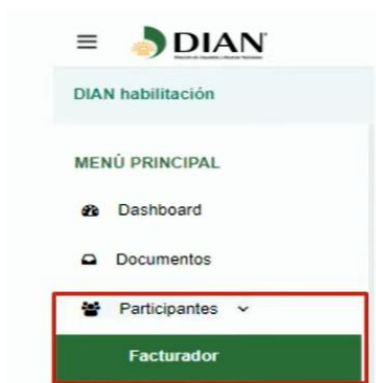 DIAN
DIAN habilitación
MENÚ PRINCIPAL
Dashboard
Documentos
Participantes
Facturador